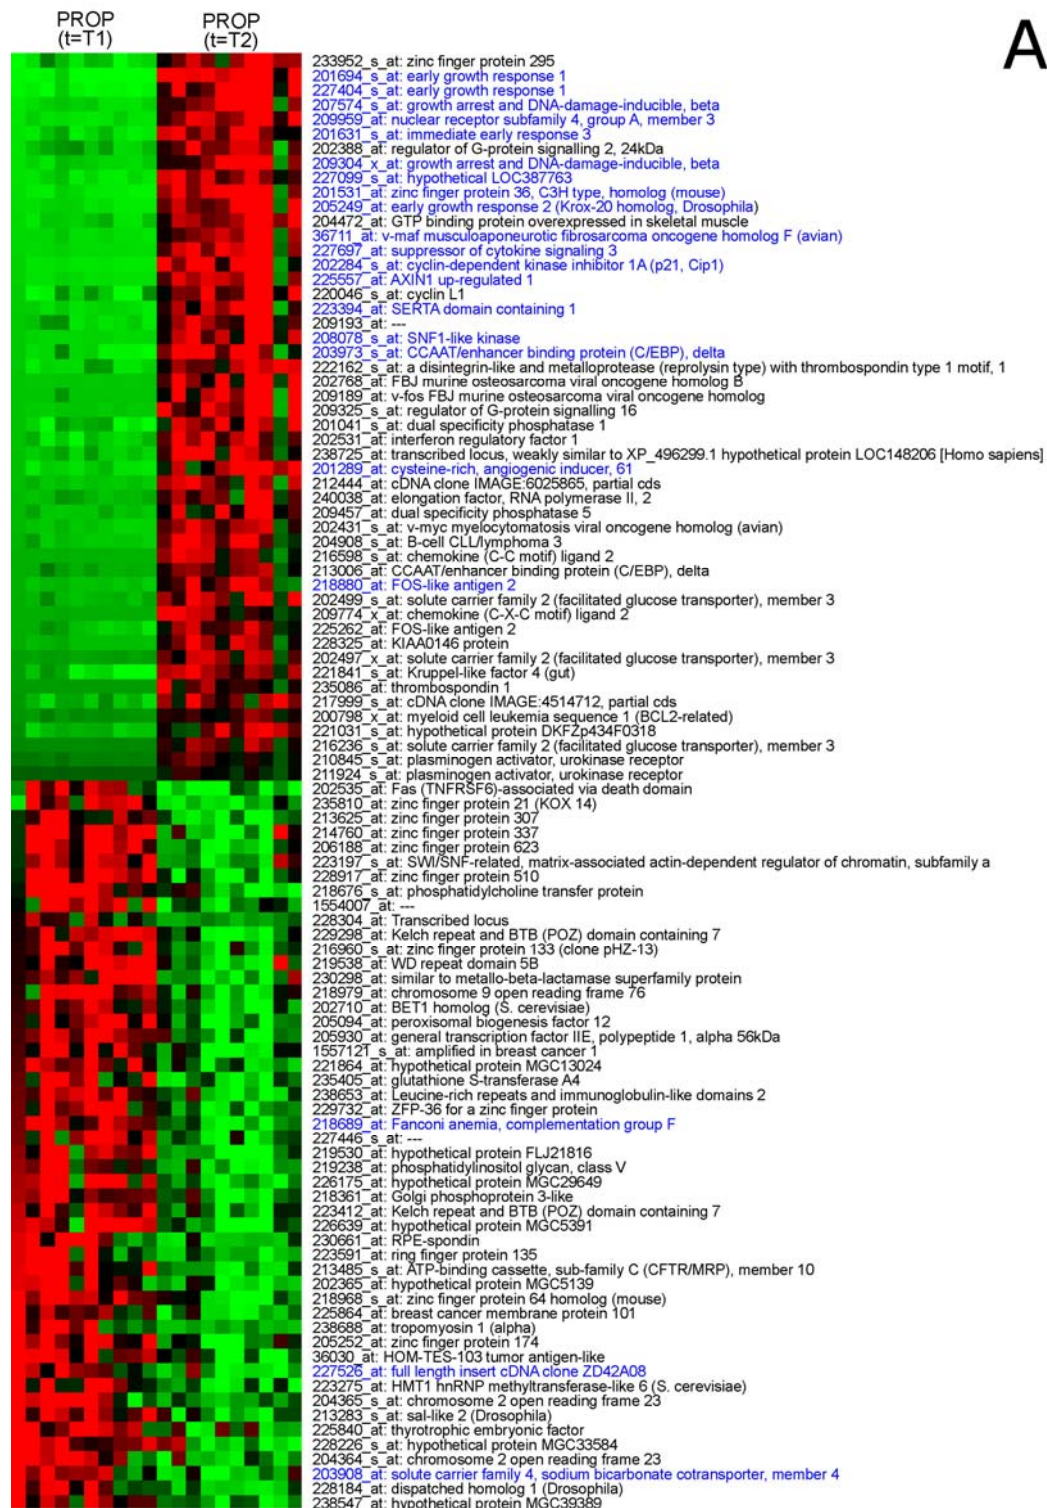 PROP
(t=T1)
PROP
(t=T2)
A
233952_s_at: zinc finger protein 295
201694_s_at: early growth response 1
227404_s_at: early growth response 1
207574_s_at: growth arrest and DNA-damage-inducible, beta
209959_at: nuclear receptor subfamily 4, group A, member 3
201631_s_at: immediate early response 3
202388_at: regulator of G-protein signalling 2, 24kDa
209304_x_at: growth arrest and DNA-damage-inducible, beta
227099_s_at: hypothetical LOC387763
201531_at: zinc finger protein 36, C3H type, homolog (mouse)
205249_at: early growth response 2 (Krox-20 homolog, Drosophila)
204472_at: GTP binding protein overexpressed in skeletal muscle
36711_at: v-maf musculoaponeurotic fibrosarcoma oncogene homolog F (avian)
227697_at: suppressor of cytokine signaling 3
202284_s_at: cyclin-dependent kinase inhibitor 1A (p21, Cip1)
225557_at: AXIN1 up-regulated 1
220046_s_at: cyclin L1
223394_at: SERTA domain containing 1
209193_at: ---
208078_s_at: SNF1-like kinase
203973_s_at: CCAAT/enhancer binding protein (C/EBP), delta
222162_s_at: a disintegrin-like and metalloprotease (reprolysin type) with thrombospondin type 1 motif, 1
202768_at: FBJ murine osteosarcoma viral oncogene homolog B
209189_at: v-fos FBJ murine osteosarcoma viral oncogene homolog
209325_s_at: regulator of G-protein signalling 16
201041_s_at: dual specificity phosphatase 1
202531_at: interferon regulatory factor 1
238725_at: transcribed locus, weakly similar to XP_496299.1 hypothetical protein LOC148206 [Homo sapiens]
201289_at: cysteine-rich, angiogenic inducer, 61
212444_at: cDNA clone IMAGE:6025865, partial cds
240038_at: elongation factor, RNA polymerase II, 2
209457_at: dual specificity phosphatase 5
202431_s_at: v-myc myelocytomatosis viral oncogene homolog (avian)
204908_s_at: B-cell CLL/lymphoma 3
216598_s_at: chemokine (C-C motif) ligand 2
213006_at: CCAAT/enhancer binding protein (C/EBP), delta
218880_at: FOS-like antigen 2
202499_s_at: solute carrier family 2 (facilitated glucose transporter), member 3
209774_x_at: chemokine (C-X-C motif) ligand 2
225262_at: FOS-like antigen 2
228325_at: KIAA0146 protein
202497_x_at: solute carrier family 2 (facilitated glucose transporter), member 3
221841_s_at: Kruppel-like factor 4 (gut)
235086_at: thrombospondin 1
217999_s_at: cDNA clone IMAGE:4514712, partial cds
200798_x_at: myeloid cell leukemia sequence 1 (BCL2-related)
221031_s_at: hypothetical protein DKFZp434F0318
216236_s_at: solute carrier family 2 (facilitated glucose transporter), member 3
210845_s_at: plasminogen activator, urokinase receptor
211924_s_at: plasminogen activator, urokinase receptor
202535_at: Fas (TNFRSF6)-associated via death domain
235810_at: zinc finger protein 21 (KOX 14)
213625_at: zinc finger protein 307
214760_at: zinc finger protein 337
206188_at: zinc finger protein 623
223197_s_at: SWI/SNF-related, matrix-associated actin-dependent regulator of chromatin, subfamily a
228917_at: zinc finger protein 510
218676_s_at: phosphatidylcholine transfer protein
1554007_at: ---
228304_at: Transcribed locus
229298_at: Kelch repeat and BTB (POZ) domain containing 7
216960_s_at: zinc finger protein 133 (clone pHZ-13)
219538_at: WD repeat domain 5B
230298_at: similar to metallo-beta-lactamase superfamily protein
218979_at: chromosome 9 open reading frame 76
202710_at: BET1 homolog (S. cerevisiae)
205094_at: peroxisomal biogenesis factor 12
205930_at: general transcription factor IIE, polypeptide 1, alpha 56kDa
1557121_s_at: amplified in breast cancer 1
221864_at: hypothetical protein MGC13024
235405_at: glutathione S-transferase A4
238653_at: Leucine-rich repeats and immunoglobulin-like domains 2
229732_at: ZFP-36 for a zinc finger protein
218689_at: Fanconi anemia, complementation group F
227446_s_at: ---
219530_at: hypothetical protein FLJ21816
219238_at: phosphatidylinositol glycan, class V
226175_at: hypothetical protein MGC29649
218361_at: Golgi phosphoprotein 3-like
223412_at: Kelch repeat and BTB (POZ) domain containing 7
226639_at: hypothetical protein MGC5391
230661_at: RPE-spondin
223591_at: ring finger protein 135
213485_s_at: ATP-binding cassette, sub-family C (CFTR/MRP), member 10
202365_at: hypothetical protein MGC5139
218968_s_at: zinc finger protein 64 homolog (mouse)
225864_at: breast cancer membrane protein 101
238688_at: tropomyosin 1 (alpha)
205252_at: zinc finger protein 174
36030_at: HOM-TES-103 tumor antigen-like
227526_at: full length insert cDNA clone ZD42A08
223275_at: HMT1 hnRNP methyltransferase-like 6 (S. cerevisiae)
204365_s_at: chromosome 2 open reading frame 23
213283_s_at: sal-like 2 (Drosophila)
225840_at: thyrotrophic embryonic factor
228226_s_at: hypothetical protein MGC33584
204364_s_at: chromosome 2 open reading frame 23
203908_at: solute carrier family 4, sodium bicarbonate cotransporter, member 4
228184_at: dispatched homolog 1 (Drosophila)
238547_at: hypothetical protein MGC39389